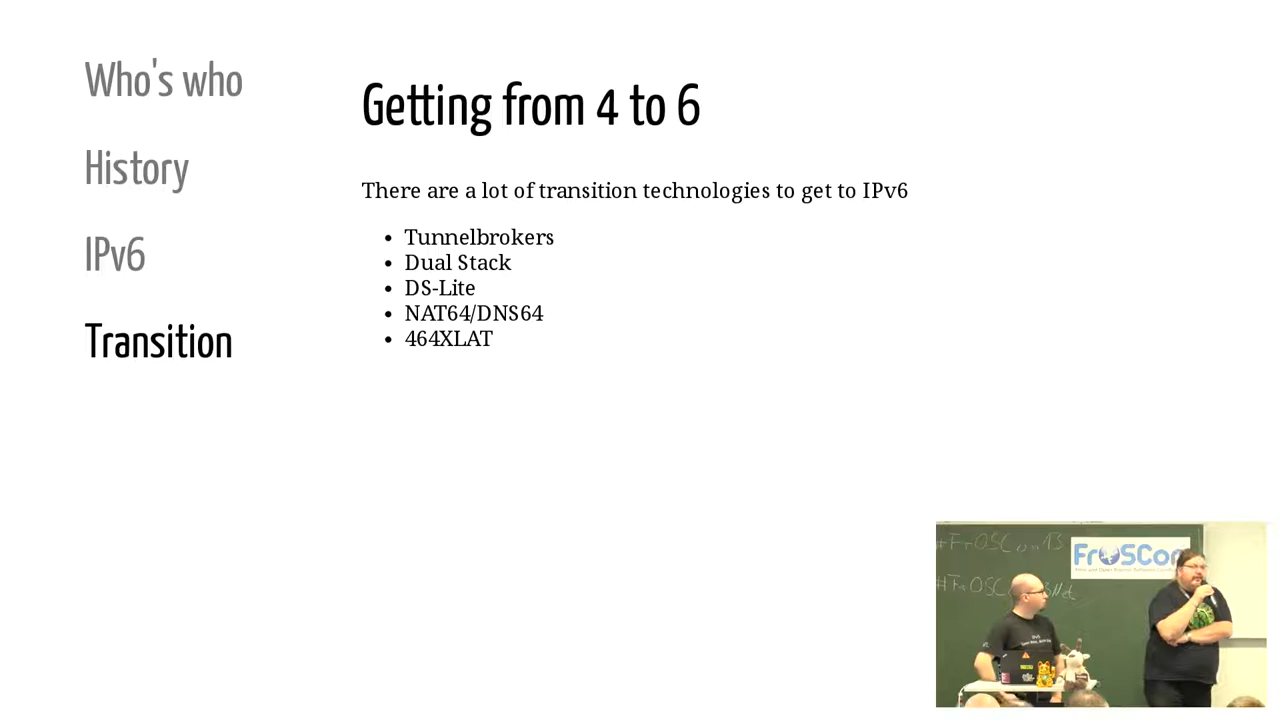 Who's who
History
IPv6
Transition
Getting from 4 to 6
There are a lot of transition technologies to get to IPv6
Tunnelbrokers
Dual Stack
DS-Lite
NAT64/DNS64
464XLAT
#FrOSCon13
FrOSCon